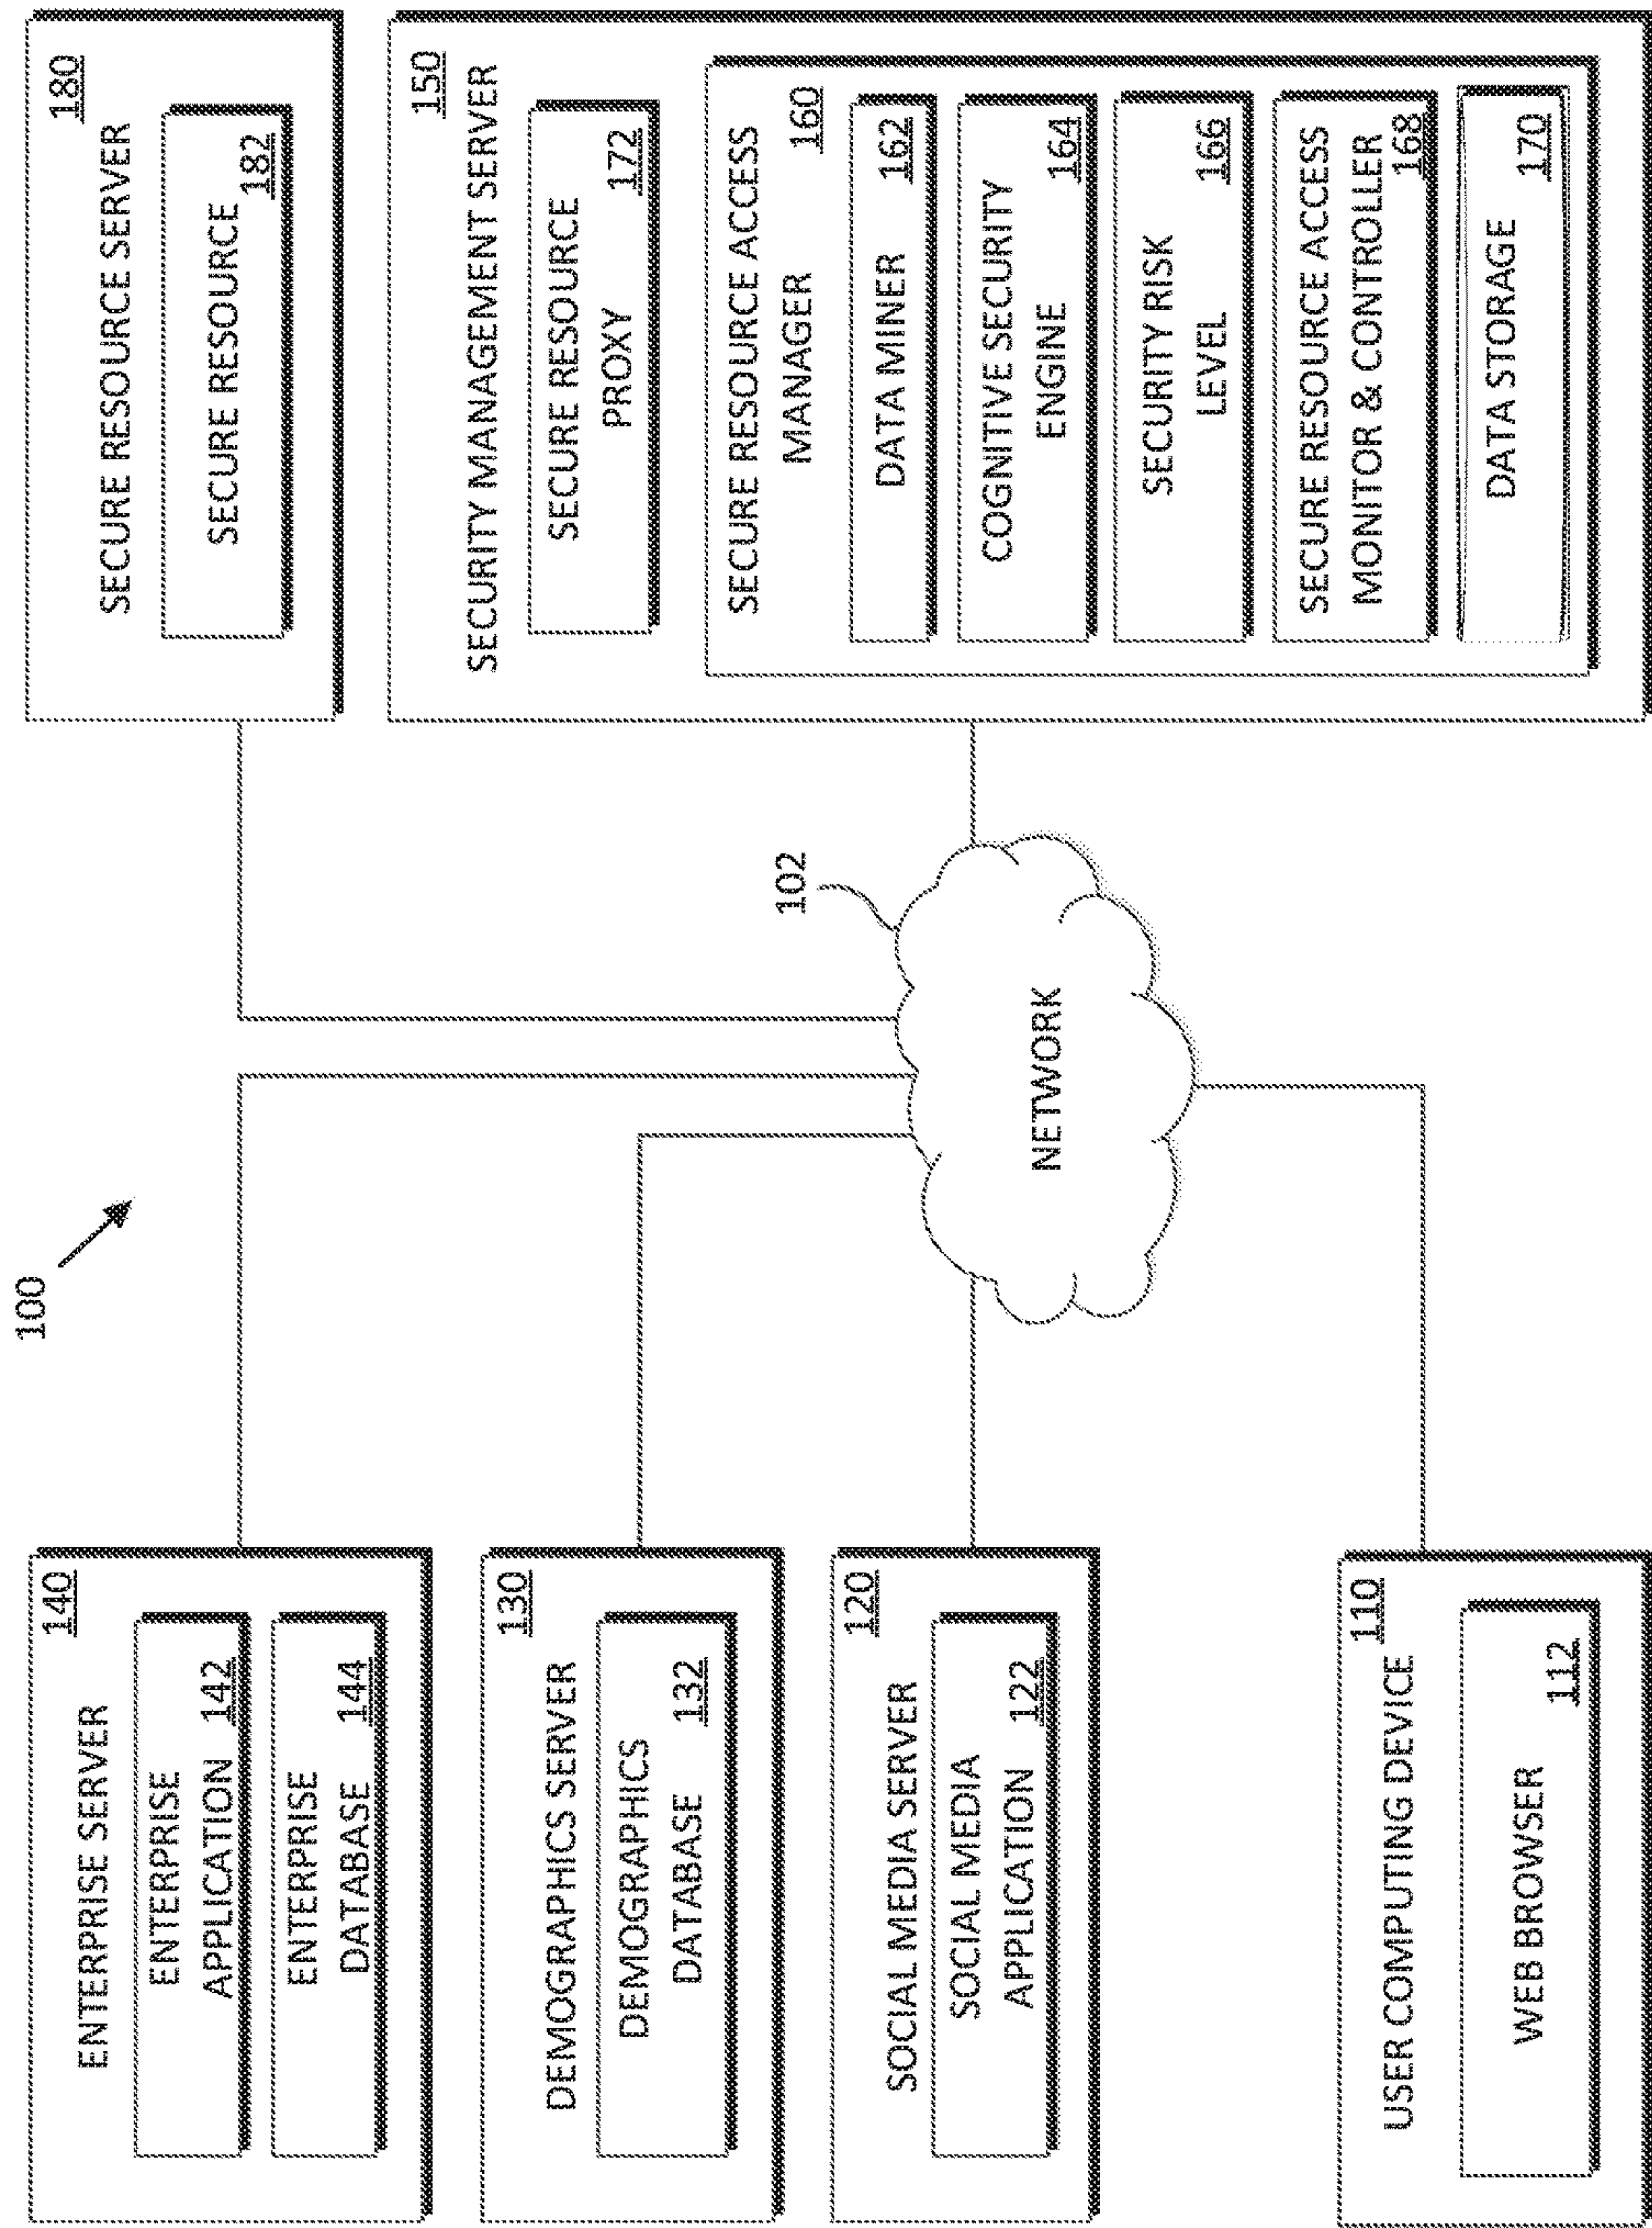 100
ENTERPRISE SERVER
140
ENTERPRISE
APPLICATION 142
ENTERPRISE
DATABASE 144
DEMOGRAPHICS SERVER
130
DEMOGRAPHICS
DATABASE 132
SOCIAL MEDIA SERVER
120
SOCIAL MEDIA
APPLICATION 122
USER COMPUTING DEVICE
110
WEB BROWSER
112
102
NETWORK
180
SECURE RESOURCE SERVER
SECURE RESOURCE
182
150
SECURITY MANAGEMENT SERVER
SECURE RESOURCE
PROXY 172
SECURE RESOURCE ACCESS
MANAGER 160
DATA MINER 162
COGNITIVE SECURITY
ENGINE 164
SECURITY RISK
LEVEL 166
SECURE RESOURCE ACCESS
MONITOR & CONTROLLER
168
DATA STORAGE 170